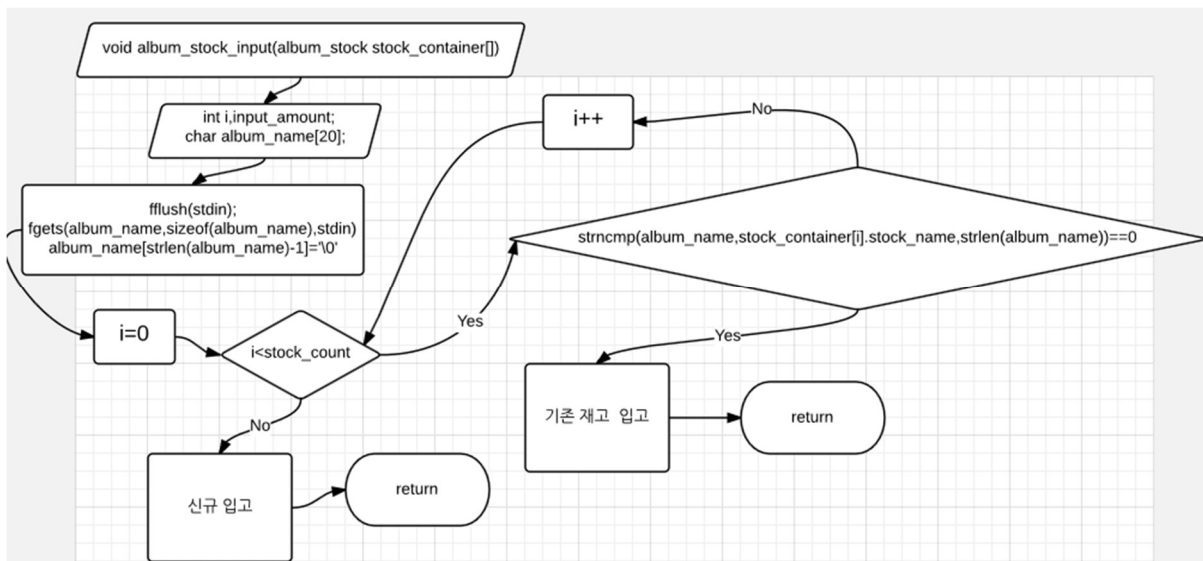 void album_stock_input(album_stock stock_container[])
int i,input_amount;
char album_name[20];
fflush(stdin);
fgets(album_name,sizeof(album_name),stdin)
album_name[strlen(album_name)-1]='\0'
i=0
i<stock_count
Yes
No
신규 입고
return
i++
No
strncmp(album_name,stock_container[i].stock_name,strlen(album_name))==0
Yes
기존 재고 입고
return